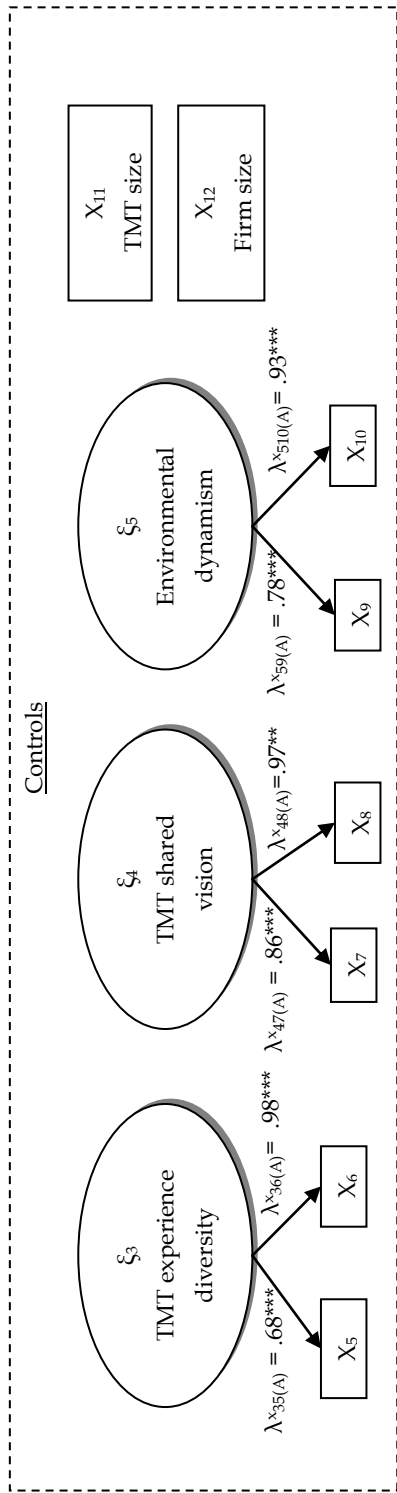 Controls
ξ₃
TMT experience
diversity
λˣ₃₅₍A₎ = .68***
λˣ₃₆₍A₎= .98***
X₅
X₆
ξ₄
TMT shared
vision
λˣ₄₇₍A₎ = .86***
λˣ₄₈₍A₎=.97**
X₇
X₈
ξ₅
Environmental
dynamism
λˣ₅₉₍A₎ = .78***
λˣ₅₁₀₍A₎= .93***
X₉
X₁₀
X₁₁
TMT size
X₁₂
Firm size